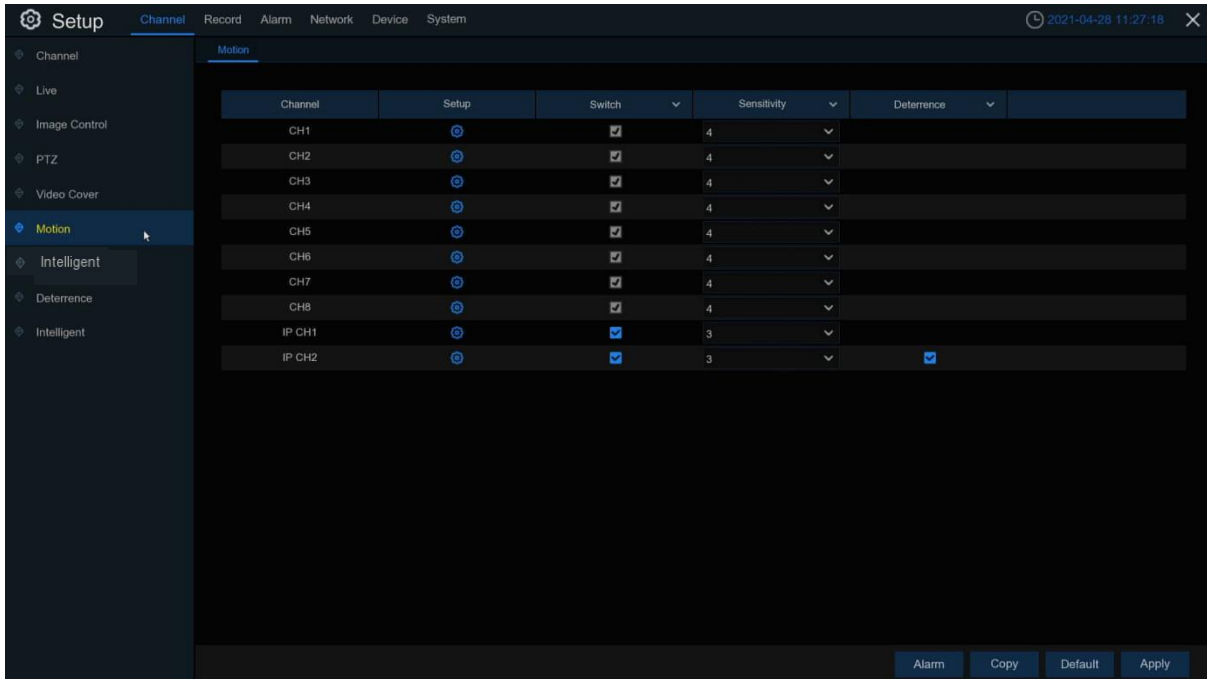 Setup Channel Record Alarm Network Device System 2021-04-28 11:27:18
Channel
Live
Image Control
PTZ
Video Cover
Motion
Intelligent
Deterrence
Intelligent
Motion
Channel Setup Switch Sensitivity Deterrence
CH1 4
CH2 4
CH3 4
CH4 4
CH5 4
CH6 4
CH7 4
CH8 4
IP CH1 3
IP CH2 3
Alarm Copy Default Apply